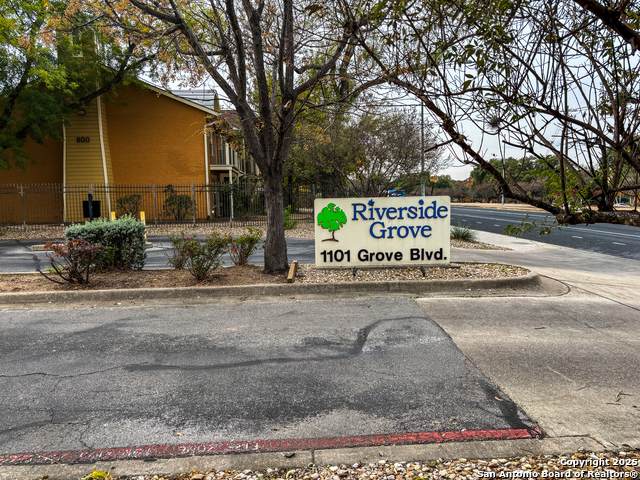 800
Riverside
Grove
1101 Grove Blvd.
© Copyright 2025
San Antonio Board of Realtors®